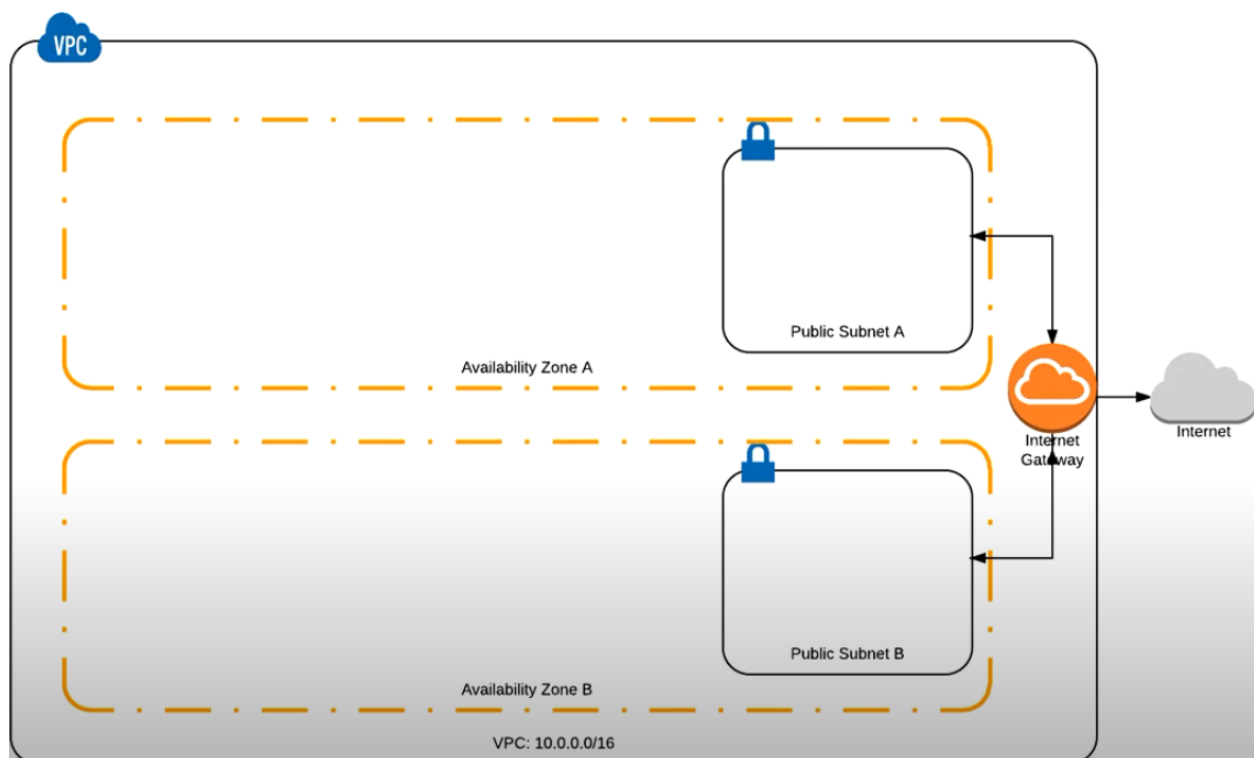 VPC
Public Subnet A
Availability Zone A
Internet
Gateway
Internet
Public Subnet B
Availability Zone B
VPC: 10.0.0.0/16